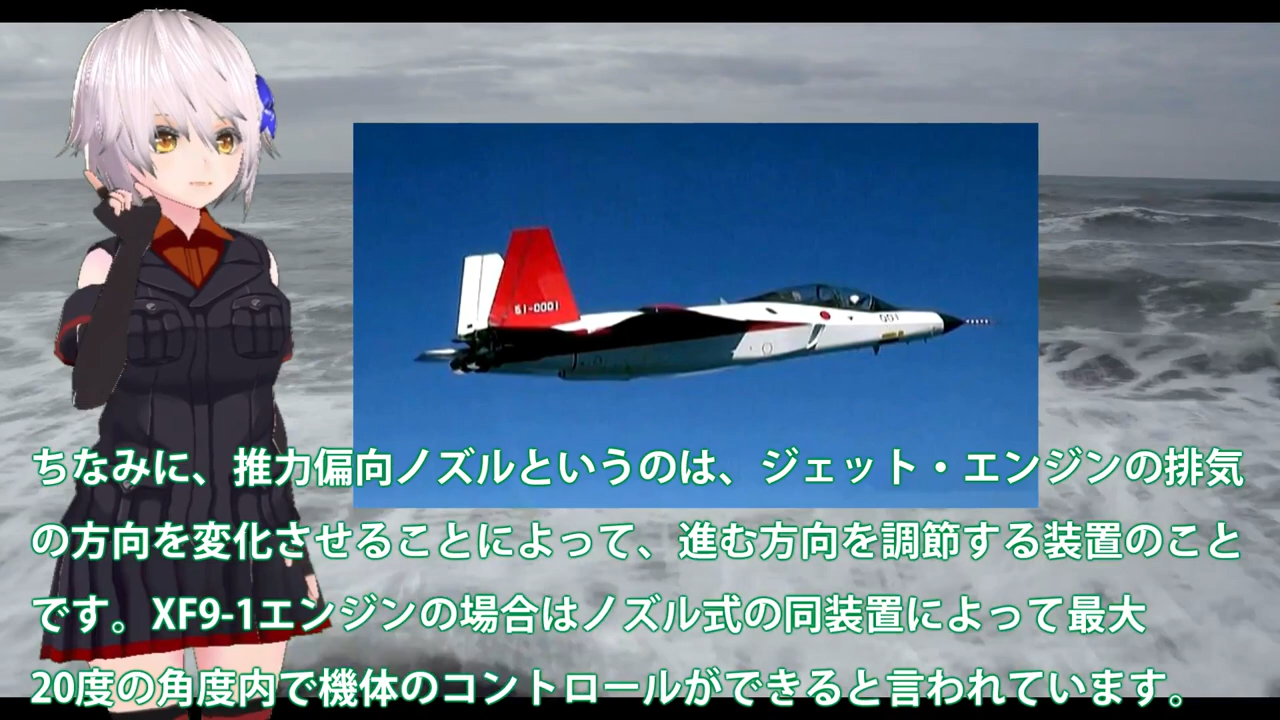 51-0001
001
ちなみに、推力偏向ノズルというのは、ジェット・エンジンの排気
の方向を変化させることによって、進む方向を調節する装置のこと
です。XF9-1エンジンの場合はノズル式の同装置によって最大
20度の角度内で機体のコントロールができると言われています。